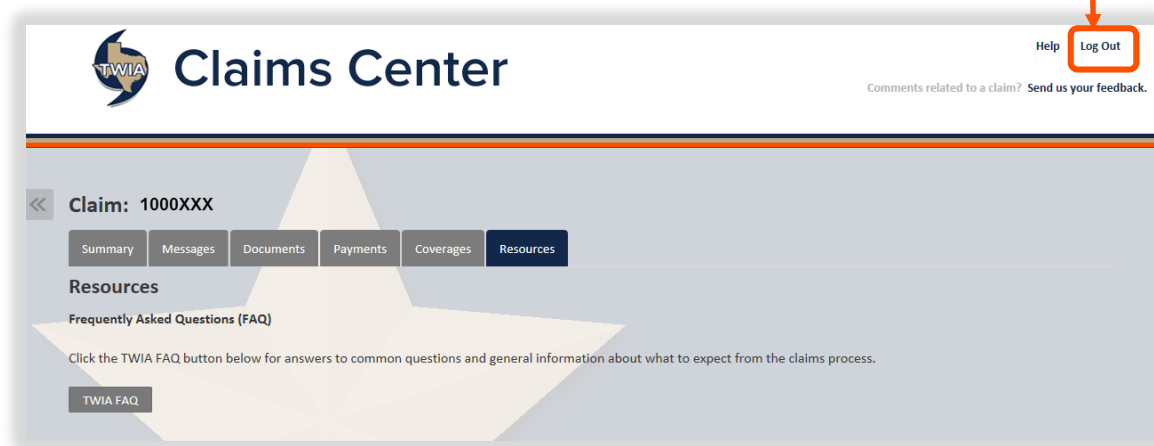 TWIA
Claims Center
Help Log Out
Comments related to a claim? Send us your feedback.
Claim: 1000XXX
Summary Messages Documents Payments Coverages Resources
Resources
Frequently Asked Questions (FAQ)
Click the TWIA FAQ button below for answers to common questions and general information about what to expect from the claims process.
TWIA FAQ